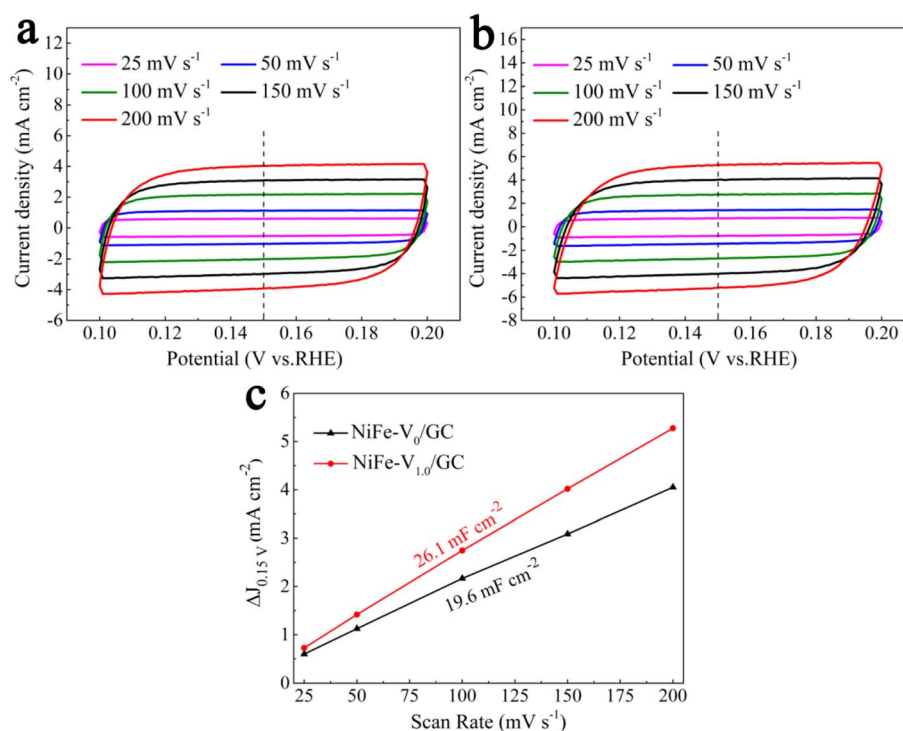 a
13
12
10
8
6
4
2
0
-2
-4
-6
Current density (mA cm⁻²)
25 mV s⁻¹ 50 mV s⁻¹
100 mV s⁻¹ 150 mV s⁻¹
200 mV s⁻¹
0.10 0.12 0.14 0.16 0.18 0.20
Potential (V vs.RHE)
b
16
14
12
10
8
6
4
2
0
-2
-4
-6
-8
Current density (mA cm⁻²)
25 mV s⁻¹ 50 mV s⁻¹
100 mV s⁻¹ 150 mV s⁻¹
200 mV s⁻¹
0.10 0.12 0.14 0.16 0.18 0.20
Potential (V vs.RHE)
c
6
5
4
3
2
1
0
ΔJ₀.₁₅ ᵥ (mA cm⁻²)
NiFe-V₀/GC
NiFe-V₁.₀/GC
26.1 mF cm⁻²
19.6 mF cm⁻²
25 50 75 100 125 150 175 200
Scan Rate (mV s⁻¹)